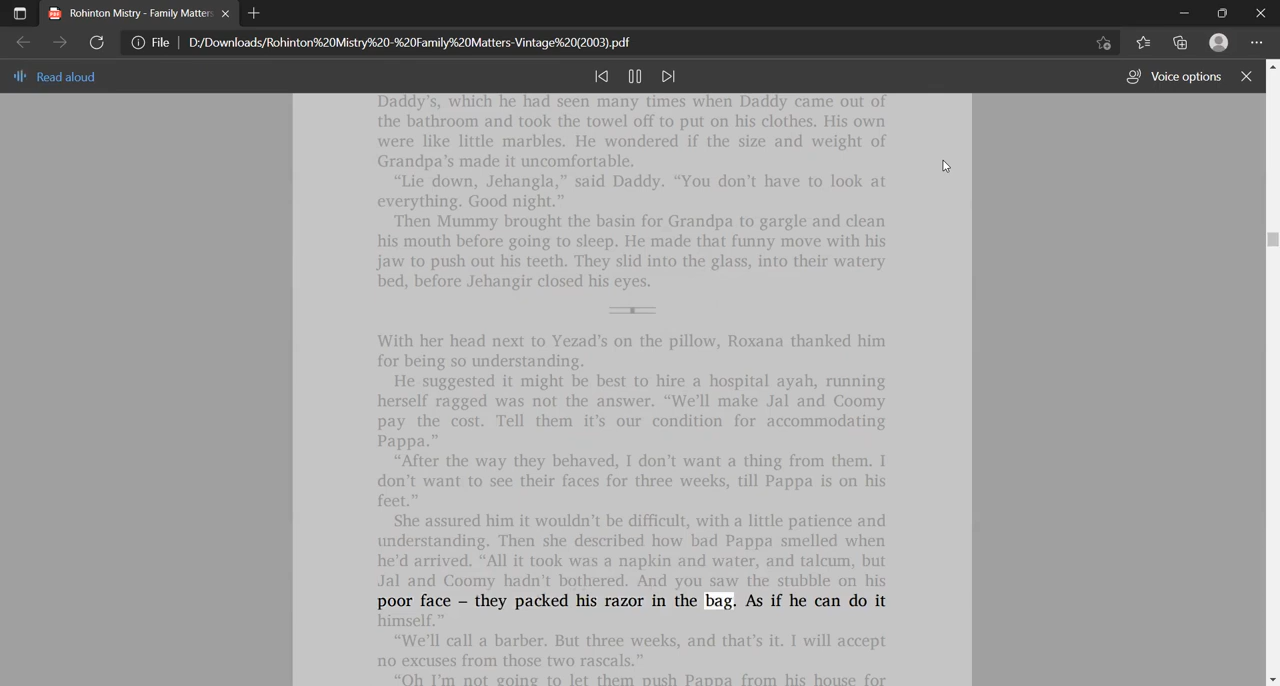 Rohinton Mistry - Family Matters
File
D:/Downloads/Rohinton%20Mistry%20-%20Family%20Matters-Vintage%20(2003).pdf
Read aloud
Voice options
Daddy's, which he had seen many times when Daddy came out of
the bathroom and took the towel off to put on his clothes. His own
were like little marbles. He wondered if the size and weight of
Grandpa's made it uncomfortable.
“Lie down, Jehangla,” said Daddy. “You don't have to look at
everything. Good night.”
Then Mummy brought the basin for Grandpa to gargle and clean
his mouth before going to sleep. He made that funny move with his
jaw to push out his teeth. They slid into the glass, into their watery
bed, before Jehangir closed his eyes.
With her head next to Yezad's on the pillow, Roxana thanked him
for being so understanding.
He suggested it might be best to hire a hospital ayah, running
herself ragged was not the answer. “We'll make Jal and Coomy
pay the cost. Tell them it's our condition for accommodating
Pappa.”
“After the way they behaved, I don't want a thing from them. I
don't want to see their faces for three weeks, till Pappa is on his
feet.”
She assured him it wouldn't be difficult, with a little patience and
understanding. Then she described how bad Pappa smelled when
he'd arrived. “All it took was a napkin and water, and talcum, but
Jal and Coomy hadn't bothered. And you saw the stubble on his
poor face – they packed his razor in the bag. As if he can do it
himself.”
“We'll call a barber. But three weeks, and that's it. I will accept
no excuses from those two rascals.”
“Oh I'm not going to let them push Pappa from his house for